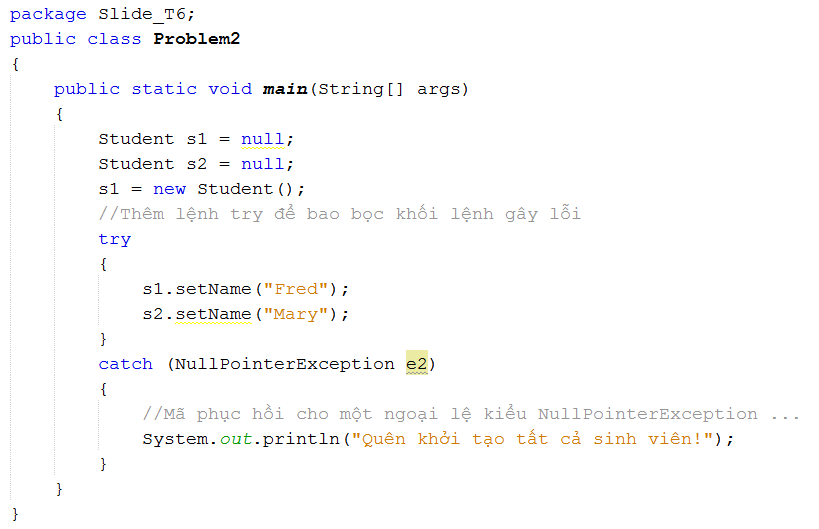 package Slide_T6;
public class Problem2
{
    public static void main(String[] args)
    {
        Student s1 = null;
        Student s2 = null;
        s1 = new Student();
        //Thêm lệnh try để bao bọc khối lệnh gây lỗi
        try
        {
            s1.setName("Fred");
            s2.setName("Mary");
        }
        catch (NullPointerException e2)
        {
            //Mã phục hồi cho một ngoại lệ kiểu NullPointerException ...
            System.out.println("Quên khởi tạo tất cả sinh viên!");
        }
    }
}